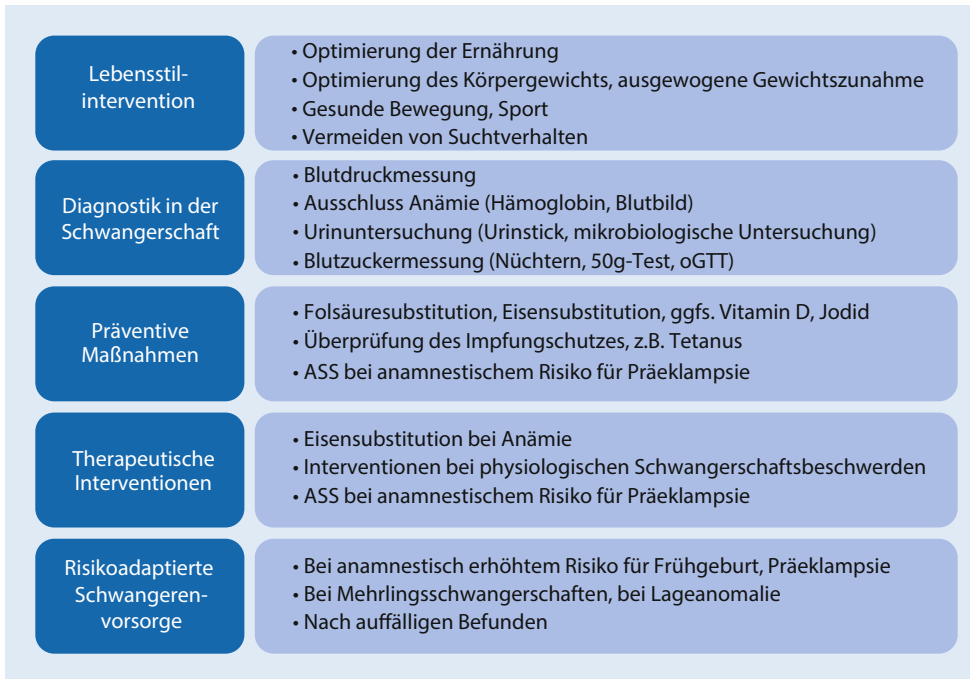 Lebensstil-
intervention
• Optimierung der Ernährung
• Optimierung des Körpergewichts, ausgewogene Gewichtszunahme
• Gesunde Bewegung, Sport
• Vermeiden von Suchtverhalten
Diagnostik in der
Schwangerschaft
• Blutdruckmessung
• Ausschluss Anämie (Hämoglobin, Blutbild)
• Urinuntersuchung (Urinstick, mikrobiologische Untersuchung)
• Blutzuckermessung (Nüchtern, 50g-Test, oGTT)
Präventive
Maßnahmen
• Folsäuresubstitution, Eisensubstitution, ggfs. Vitamin D, Jodid
• Überprüfung des Impfungschutzes, z.B. Tetanus
• ASS bei anamnestischem Risiko für Präeklampsie
Therapeutische
Interventionen
• Eisensubstitution bei Anämie
• Interventionen bei physiologischen Schwangerschaftsbeschwerden
• ASS bei anamnestischem Risiko für Präeklampsie
Risikoadaptierte
Schwangeren-
vorsorge
• Bei anamnestisch erhöhtem Risiko für Frühgeburt, Präeklampsie
• Bei Mehrlingsschwangerschaften, bei Lageanomalie
• Nach auffälligen Befunden